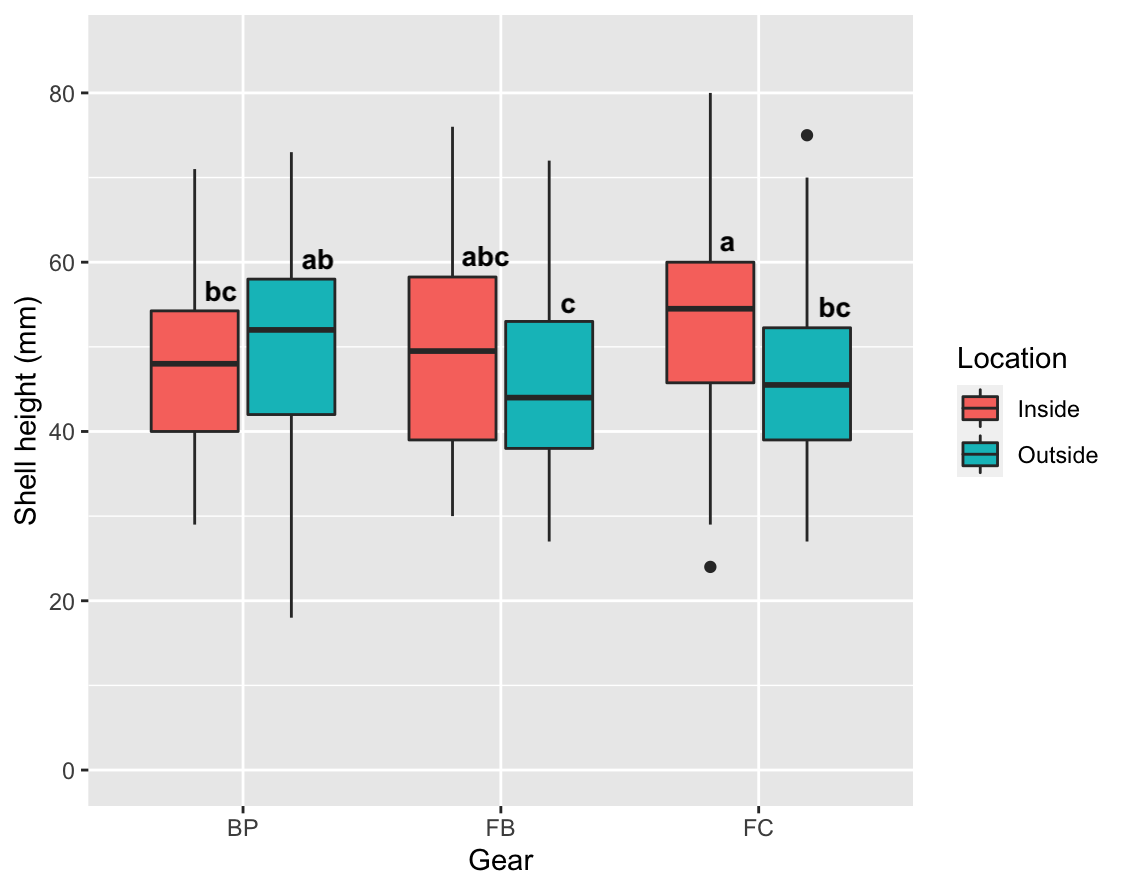 Shell height (mm)
80
60
40
20
0
bc
ab
abc
c
a
bc
BP
FB
FC
Gear
Location
Inside
Outside